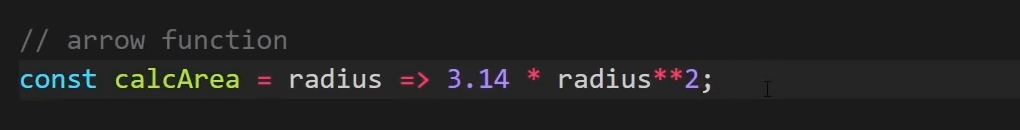 // arrow function
const calcArea = radius => 3.14 * radius**2;